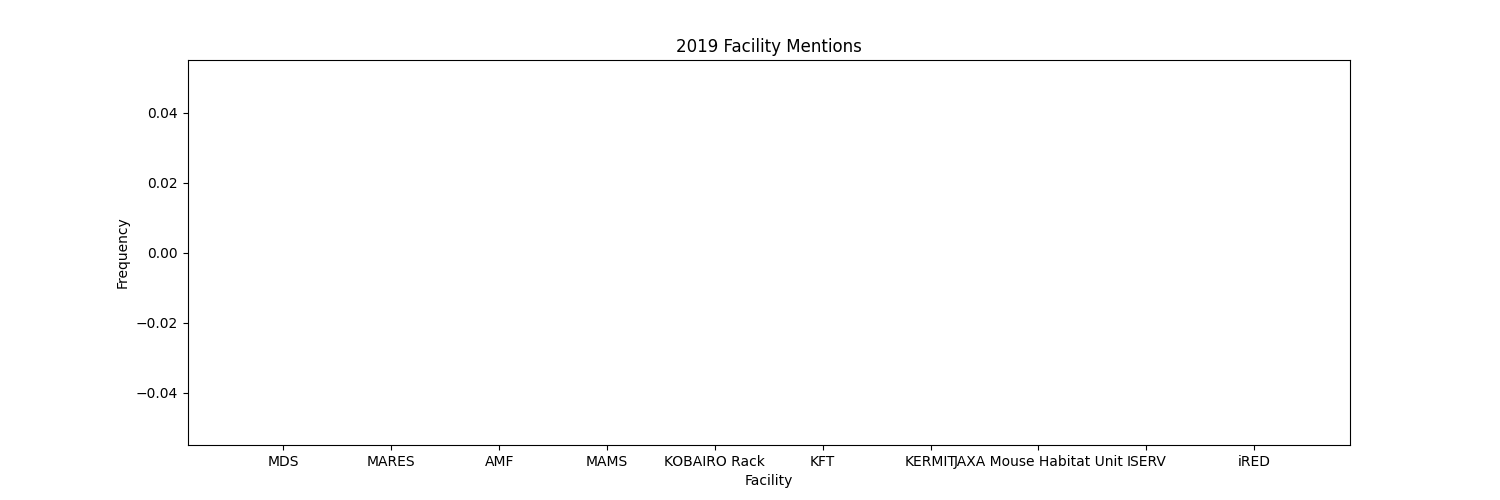 2019 Facility Mentions
0.04
0.02
0.00
−0.02
−0.04
Frequency
MDS MARES AMF MAMS KOBAIRO Rack KFT KERMIT JAXA Mouse Habitat Unit ISERV iRED
Facility